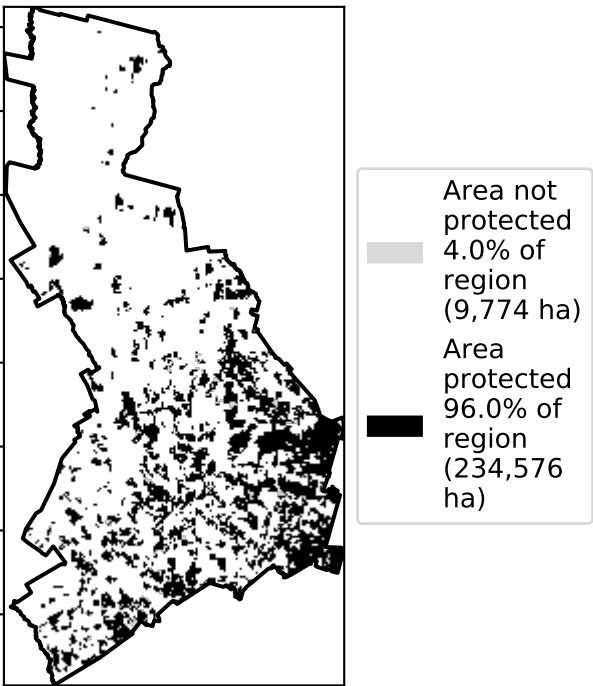 Area not
protected
4.0% of
region
(9,774 ha)
Area
protected
96.0% of
region
(234,576
ha)